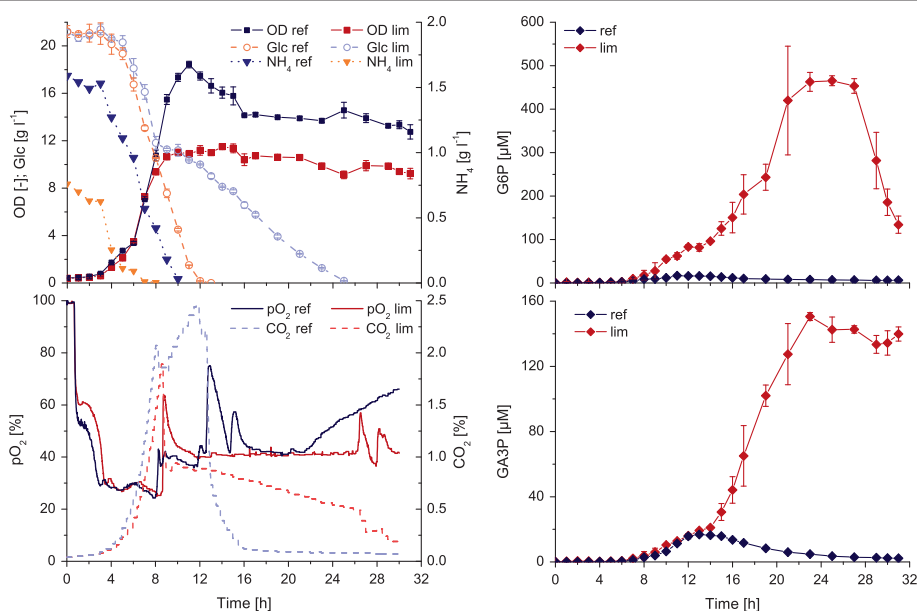 OD ref OD lim
Glc ref Glc lim
NH4 ref NH4 lim
OD [-]; Glc [g l⁻¹]
20
16
12
8
4
0
NH4 [g l⁻¹]
2.0
1.5
1.0
0.5
0.0
ref
lim
G6P [µM]
600
500
400
300
200
100
0
pO2 ref pO2 lim
CO2 ref CO2 lim
pO2 [%]
100
80
60
40
20
0
CO2 [%]
2.5
2.0
1.5
1.0
0.5
0.0
0 4 8 12 16 20 24 28 32
Time [h]
ref
lim
GA3P [µM]
160
120
80
40
0
0 4 8 12 16 20 24 28 32
Time [h]